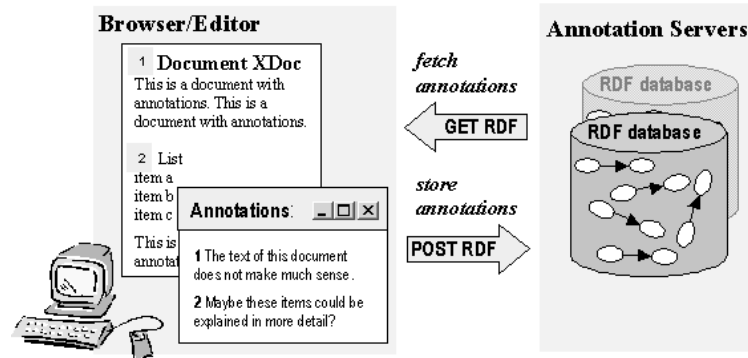 Browser/Editor
1 Document XDoc
This is a document with
annotations. This is a
document with annotations.
2 List
item a
item b
item c
This is
annotat
Annotations:
1 The text of this document
does not make much sense.
2 Maybe these items could be
explained in more detail?
fetch
annotations
GET RDF
store
annotations
POST RDF
Annotation Servers
RDF database
RDF database